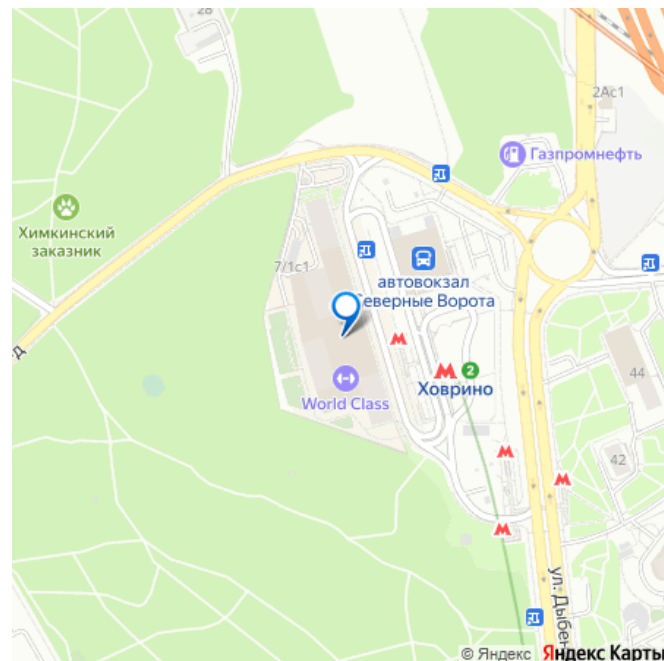 28
2Ас1
Газпромнефть
Химкинский
заказник
7/1с1
автовокзал
Северные Ворота
44
World Class
2
Ховрино
42
ул. Дыбен
© Яндекс Яндекс Карты